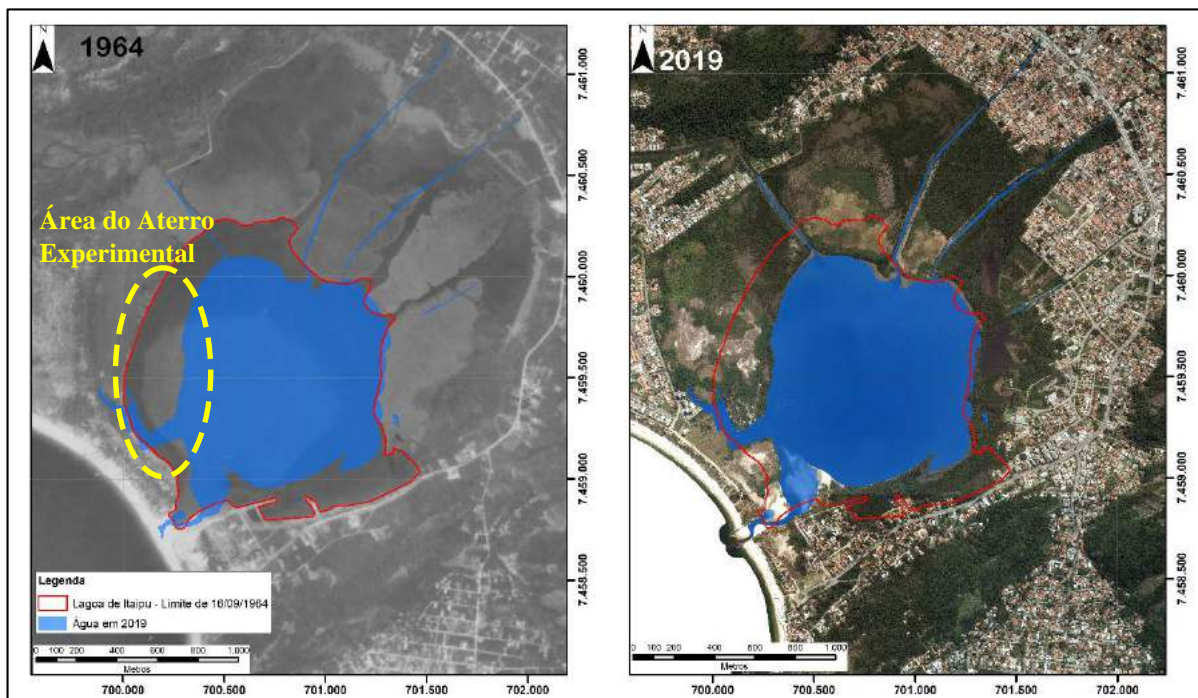 Z
1964
Área do Aterro
Experimental
7.461.000
7.460.500
7.460.000
7.459.500
7.459.000
7.458.500
Legenda
Lagoa de Itaipu - Limite de 16/09/1964
Água em 2019
0 100 200 400 600 800 1.000
Metros
700.000 700.500 701.000 701.500 702.000
Z
2019
7.461.000
7.460.500
7.460.000
7.459.500
7.459.000
7.458.500
0 100 200 400 600 800 1.000
Metros
700.000 700.500 701.000 701.500 702.000